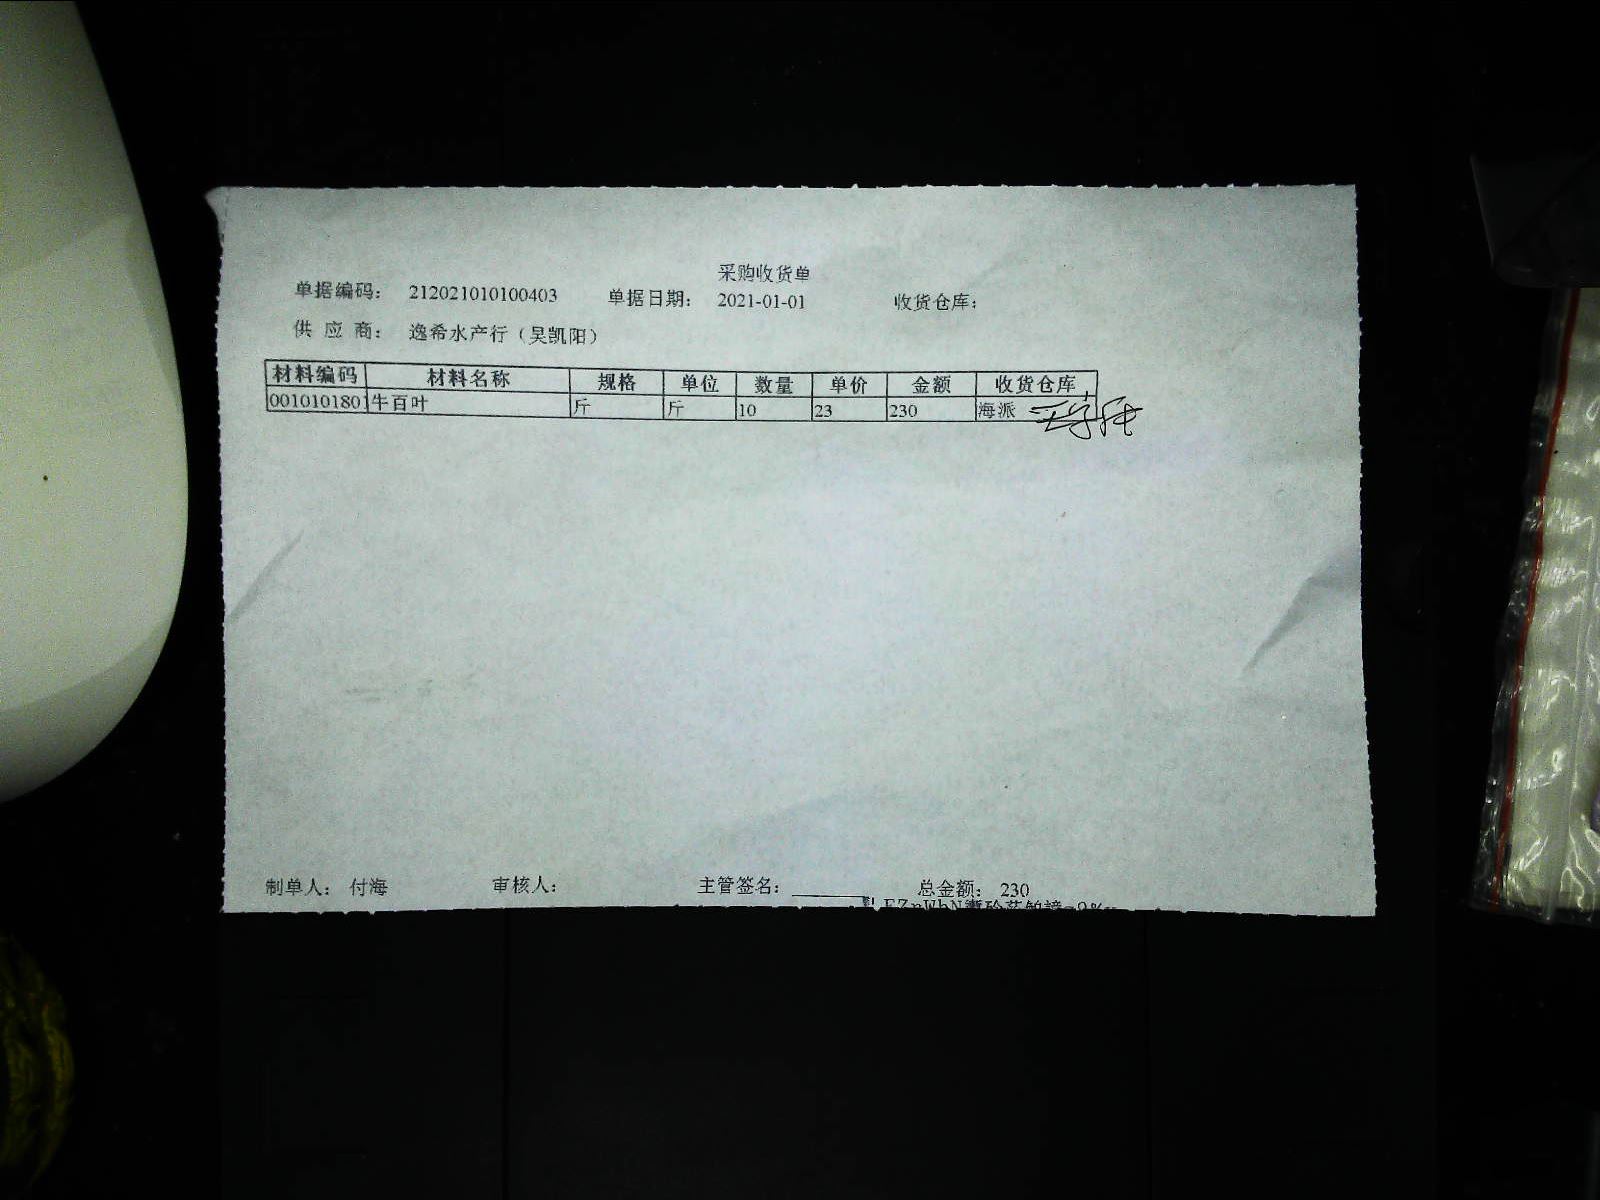 采购收货单
单据编码: 212021010100403 单据日期: 2021-01-01 收货仓库:
供应商: 逸希水产行（吴凯阳）
材料编码 材料名称 规格 单位 数量 单价 金额 收货仓库
0010101801 牛百叶 斤 斤 10 23 230 海派
制单人: 付海 审核人: 主管签名: 总金额: 230